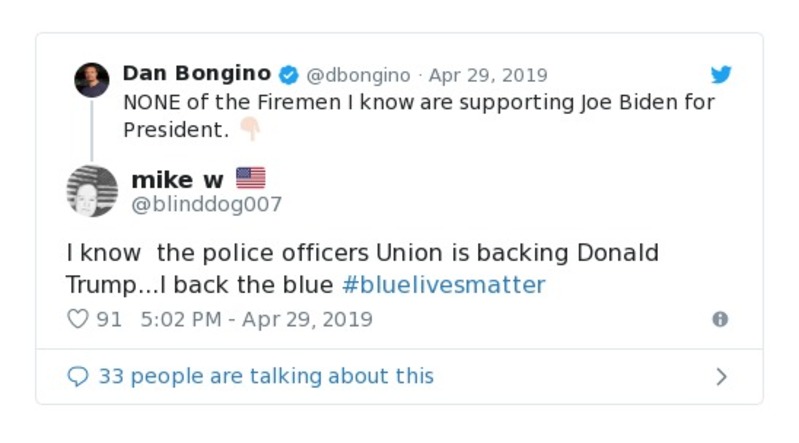 Dan Bongino @dbongino · Apr 29, 2019
NONE of the Firemen I know are supporting Joe Biden for
President. 👇🏻
mike w 🇺🇸
@blinddog007
I know  the police officers Union is backing Donald
Trump...I back the blue #bluelivesmatter
91 5:02 PM - Apr 29, 2019
33 people are talking about this